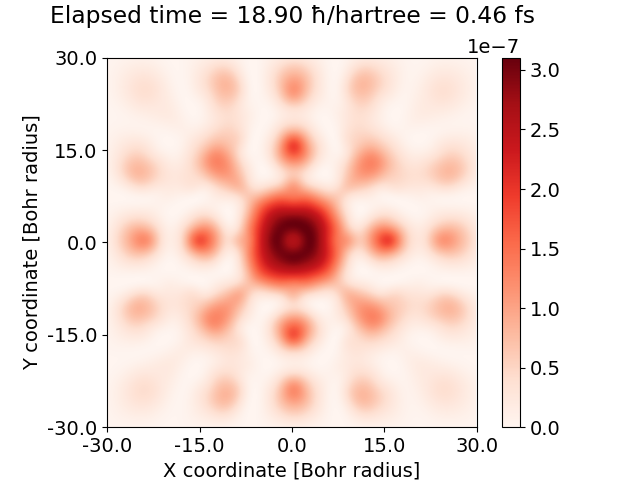 Elapsed time = 18.90 ħ/hartree = 0.46 fs
1e−7
30.0
15.0
0.0
-15.0
-30.0
Y coordinate [Bohr radius]
-30.0 -15.0 0.0 15.0 30.0
X coordinate [Bohr radius]
3.0
2.5
2.0
1.5
1.0
0.5
0.0